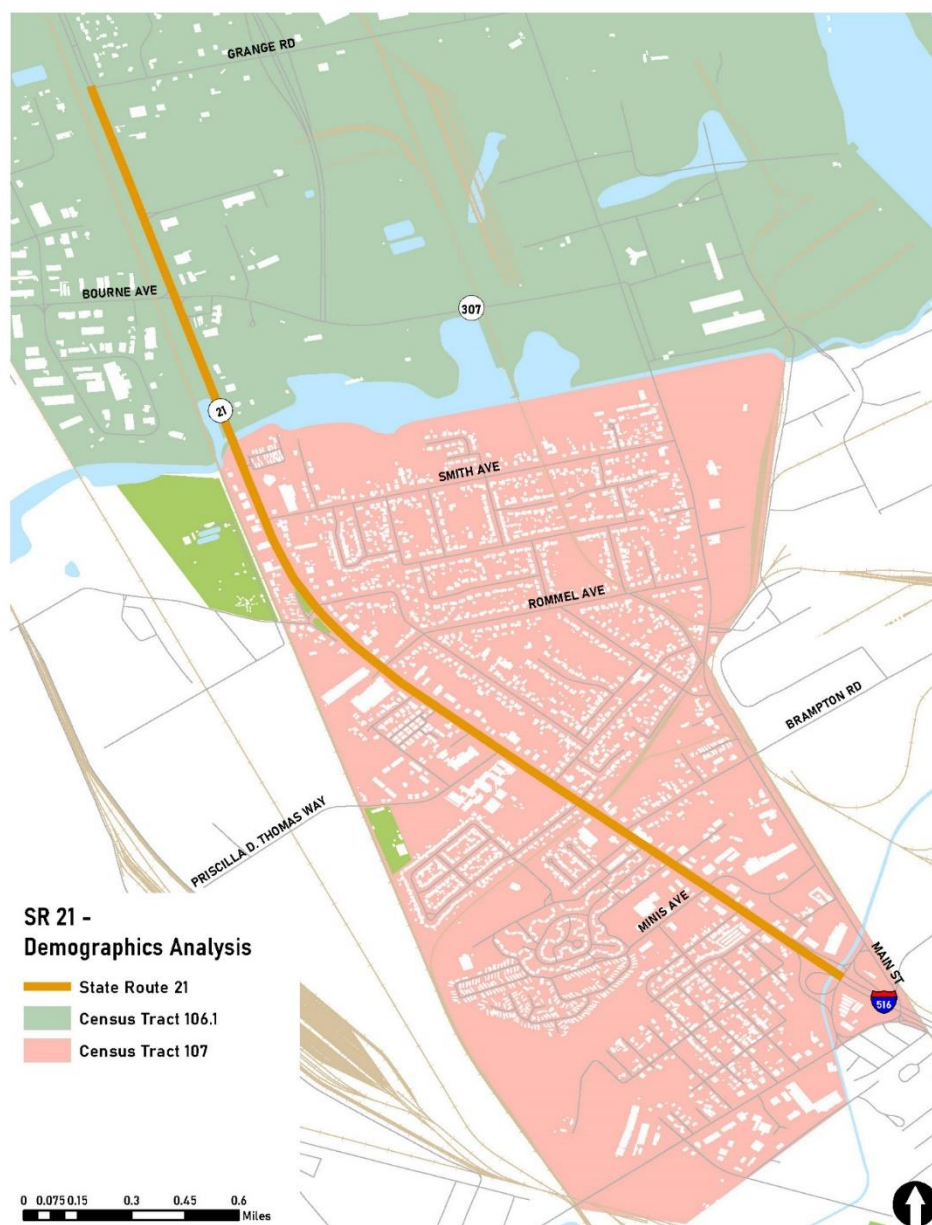 GRANGE RD
BOURNE AVE
307
21
SMITH AVE
ROMMEL AVE
BRAMPTON RD
PRISCILLA D. THOMAS WAY
MINIS AVE
MAIN ST
516
SR 21 -
Demographics Analysis
State Route 21
Census Tract 106.1
Census Tract 107
0 0.075 0.15 0.3 0.45 0.6
Miles